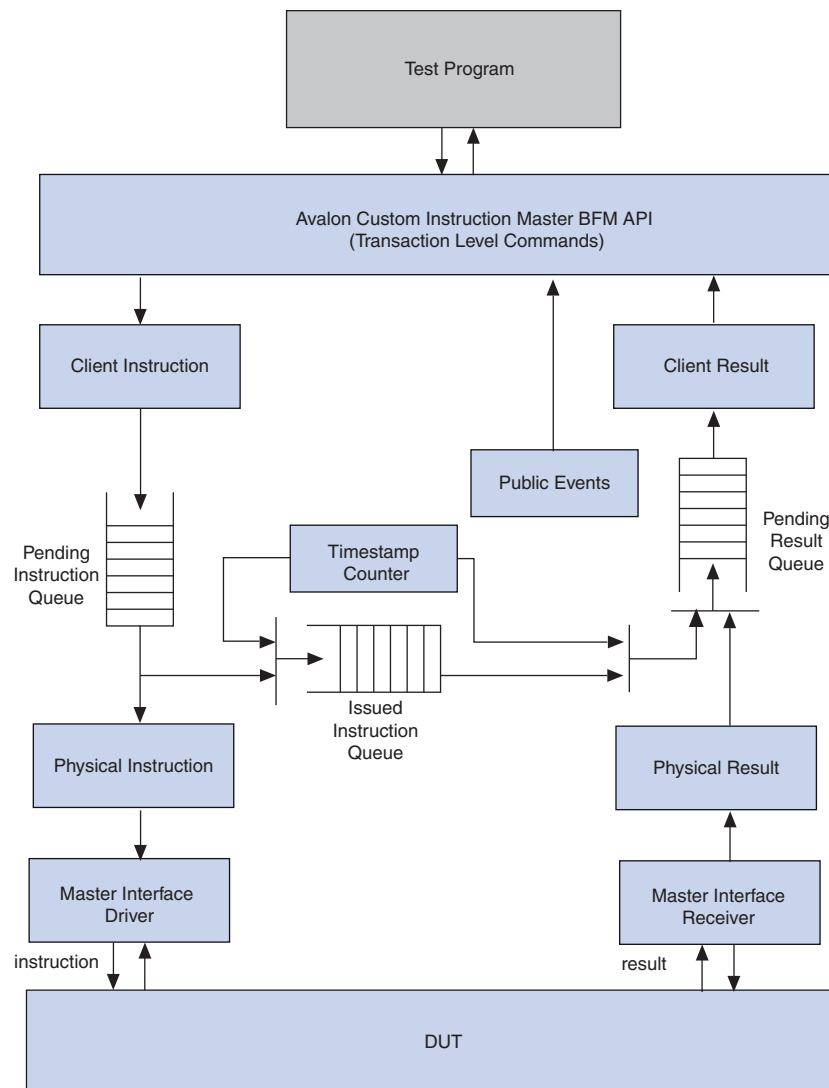 Test Program
Avalon Custom Instruction Master BFM API
(Transaction Level Commands)
Client Instruction
Client Result
Public Events
Pending
Instruction
Queue
Timestamp
Counter
Pending
Result
Queue
Issued
Instruction
Queue
Physical Instruction
Physical Result
Master Interface
Driver
Master Interface
Receiver
instruction
result
DUT